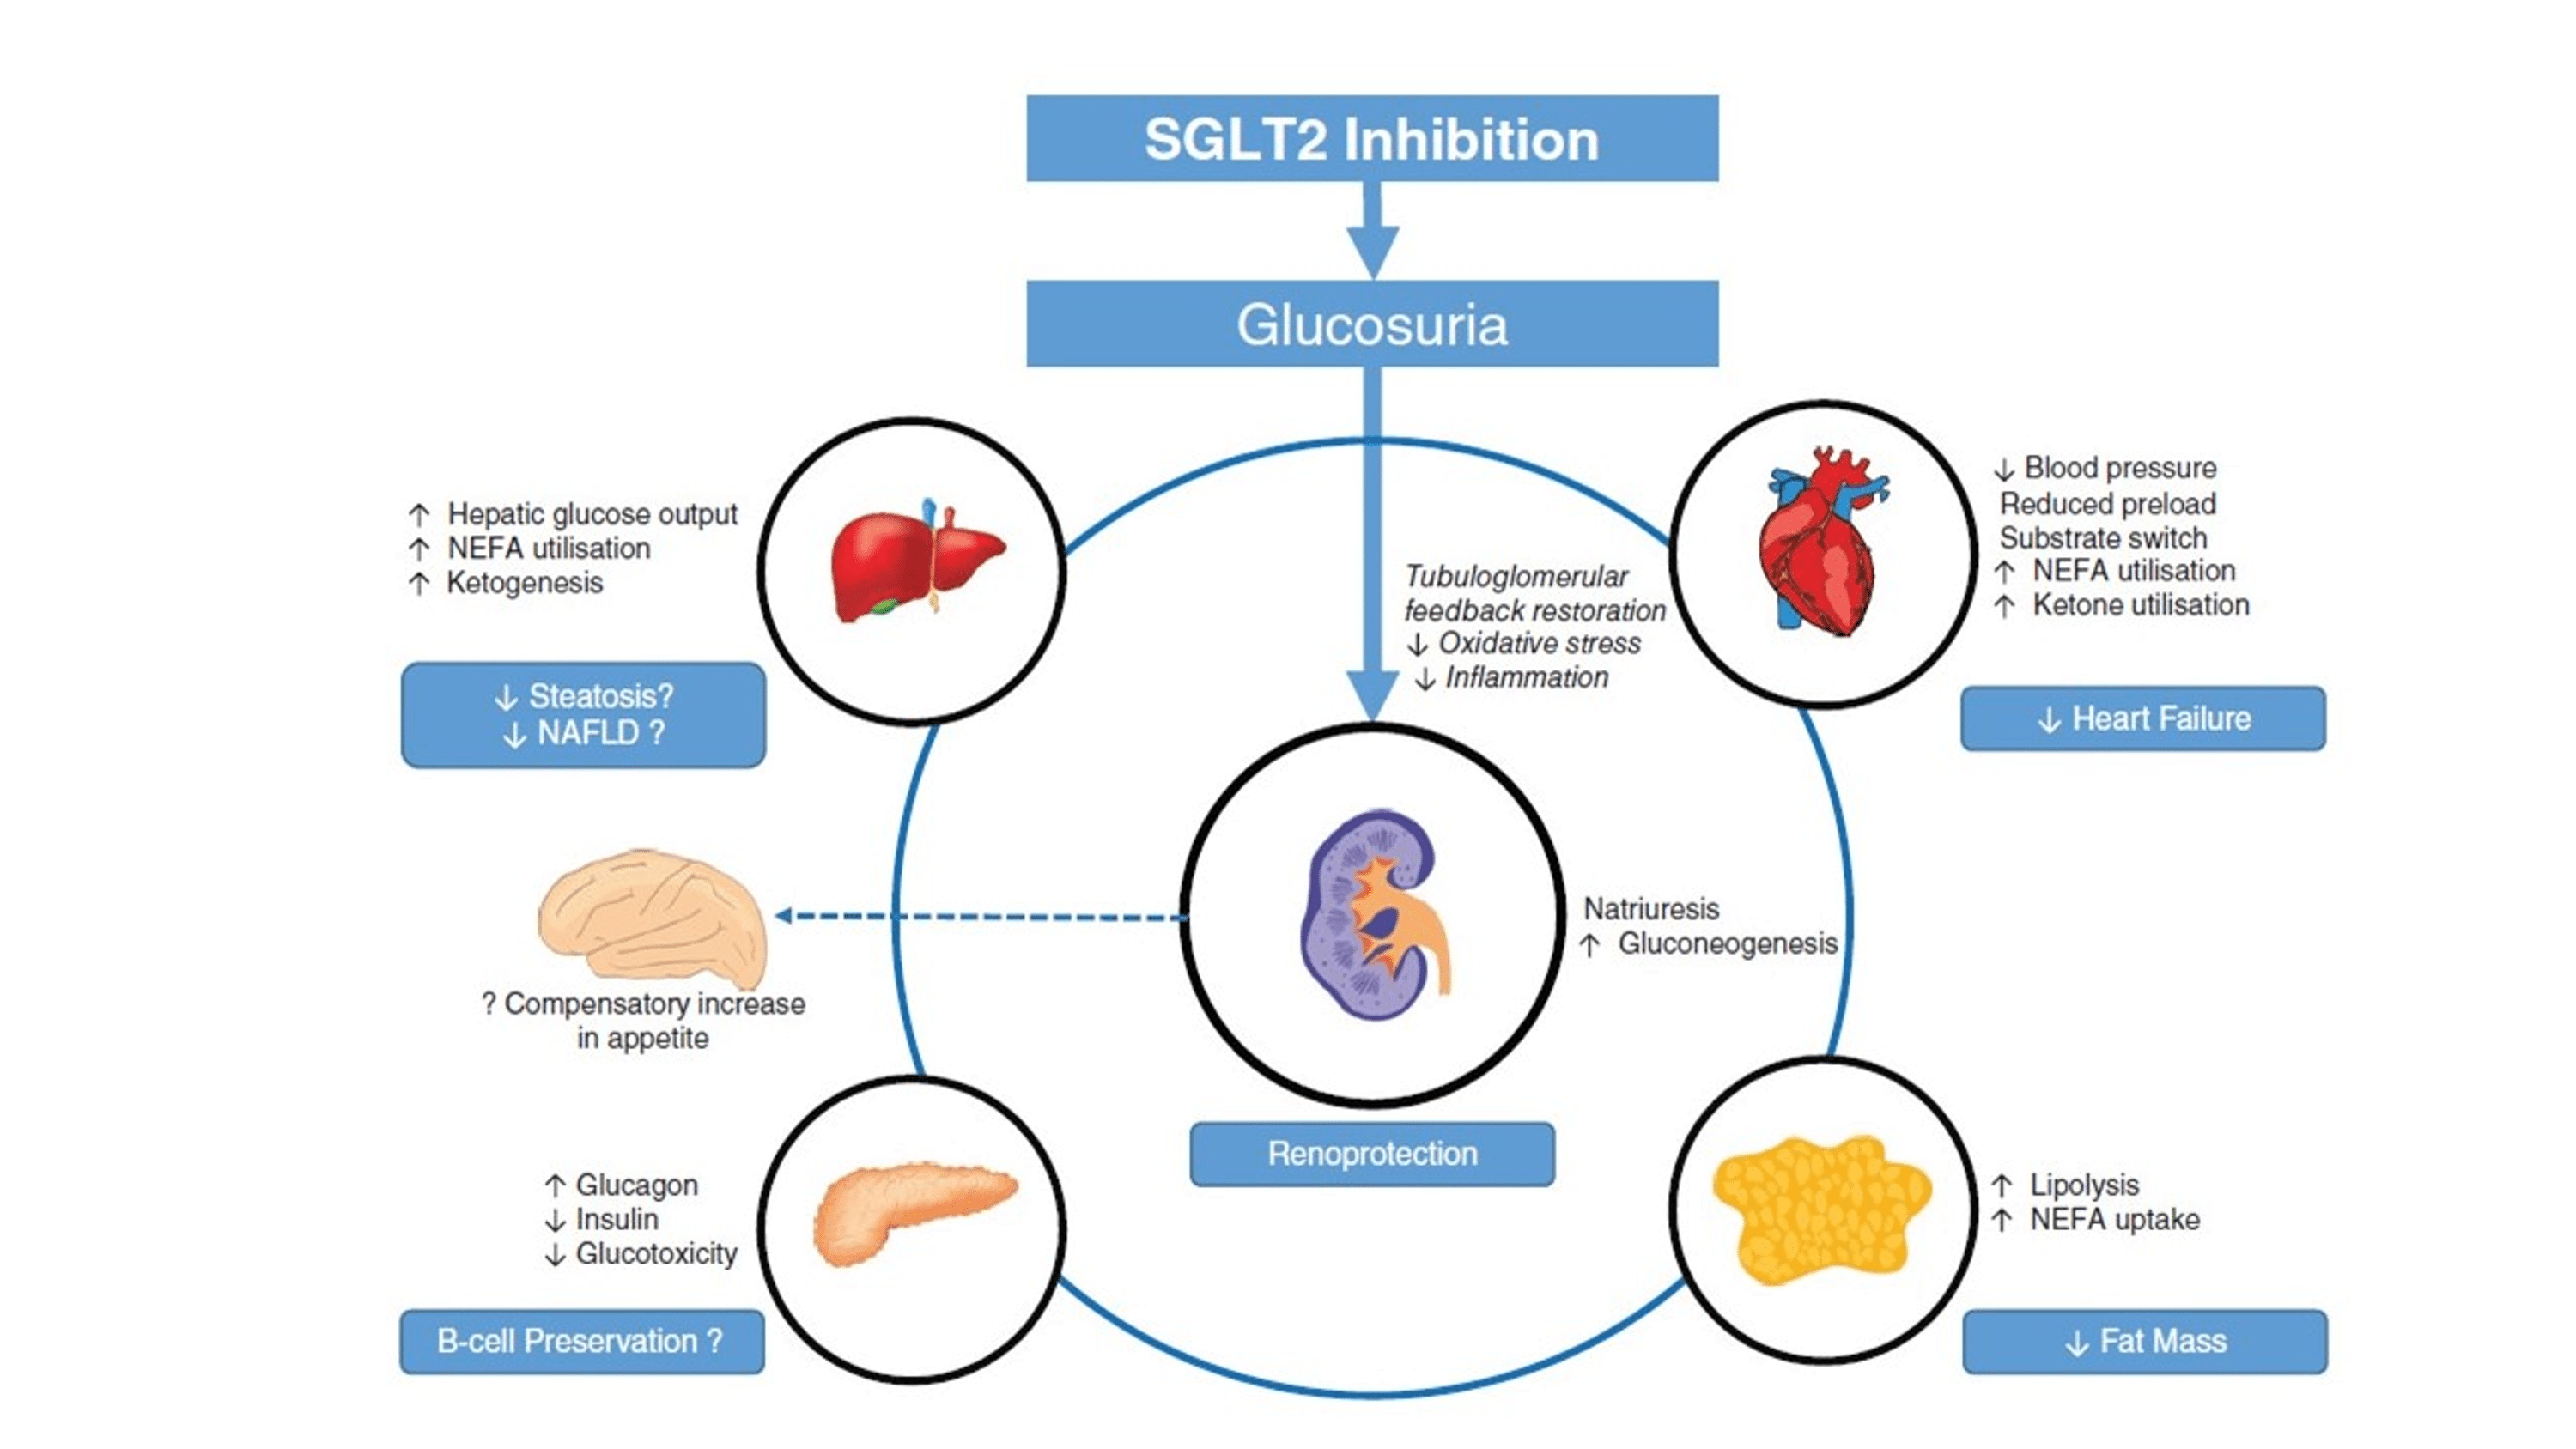 SGLT2 Inhibition
Glucosuria
↑ Hepatic glucose output
↑ NEFA utilisation
↑ Ketogenesis
↓ Steatosis?
↓ NAFLD ?
Tubuloglomerular
feedback restoration
↓ Oxidative stress
↓ Inflammation
↓ Blood pressure
Reduced preload
Substrate switch
↑ NEFA utilisation
↑ Ketone utilisation
↓ Heart Failure
? Compensatory increase
in appetite
Natriuresis
↑ Gluconeogenesis
Renoprotection
↑ Glucagon
↓ Insulin
↓ Glucotoxicity
B-cell Preservation ?
↑ Lipolysis
↑ NEFA uptake
↓ Fat Mass